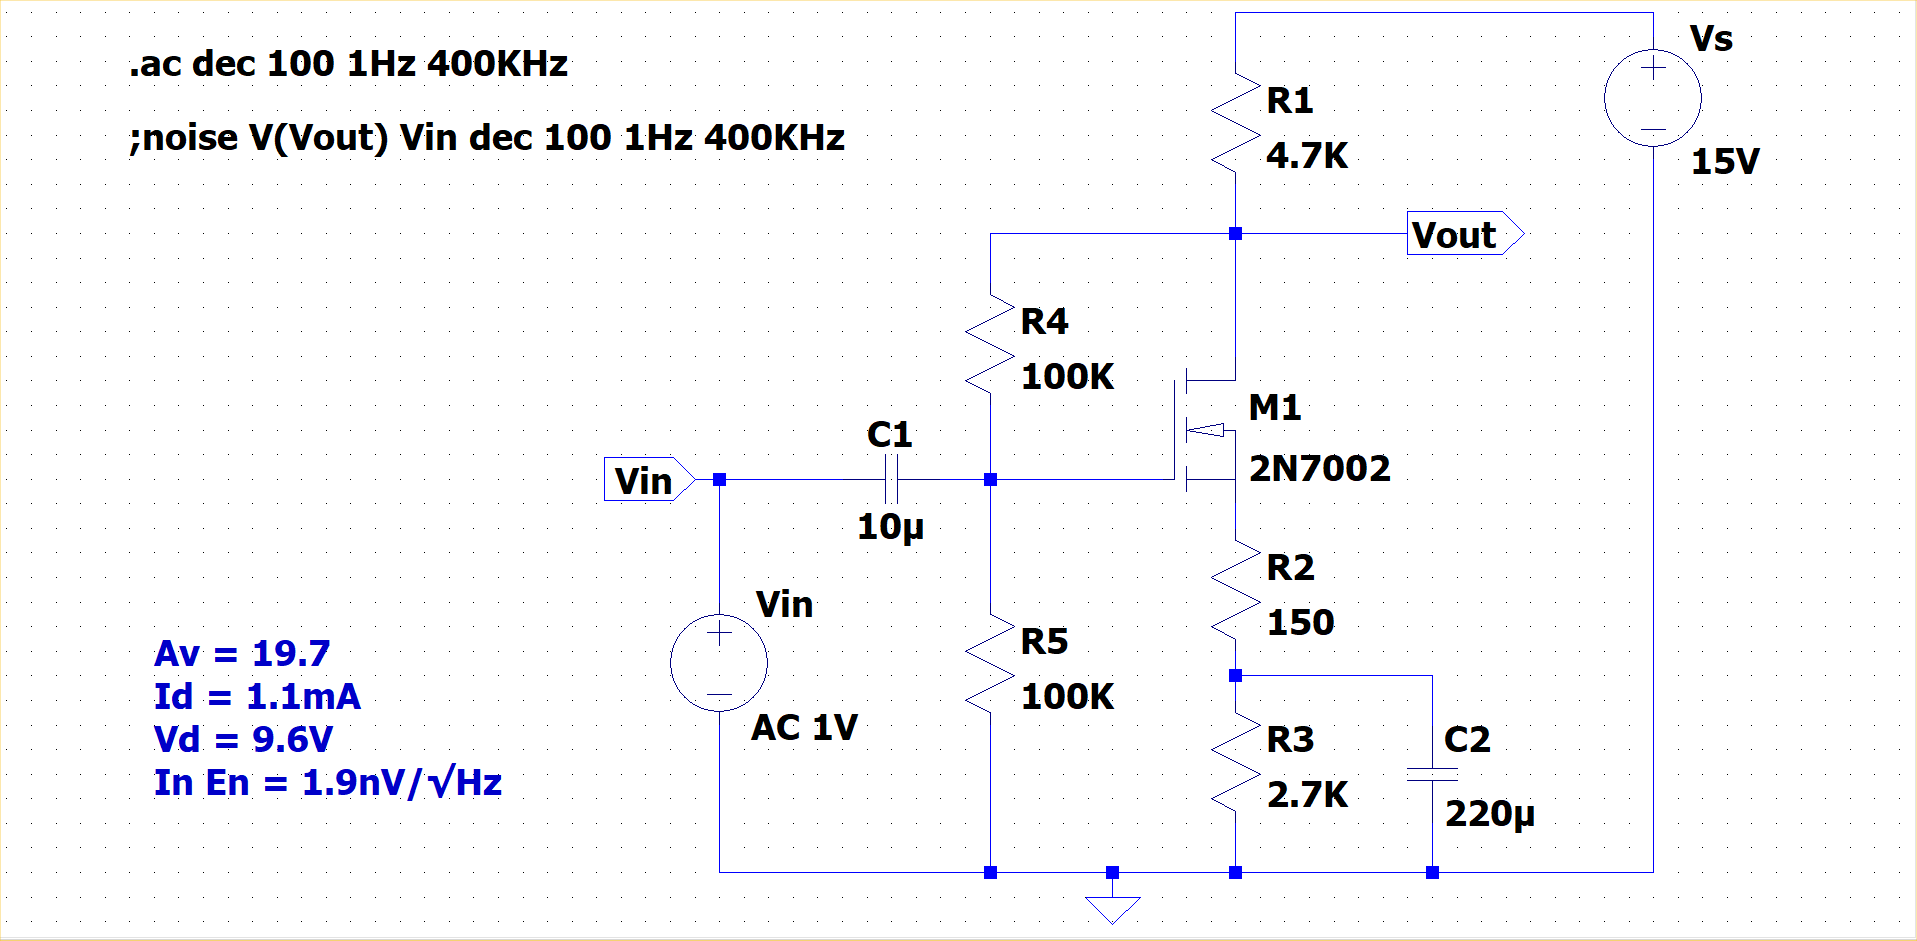 .ac dec 100 1Hz 400KHz
;noise V(Vout) Vin dec 100 1Hz 400KHz
Vs
15V
R1
4.7K
Vout
R4
100K
M1
2N7002
C1
10µ
Vin
R2
150
Vin
AC 1V
R5
100K
R3
2.7K
C2
220µ
Av = 19.7
Id = 1.1mA
Vd = 9.6V
In En = 1.9nV/√Hz